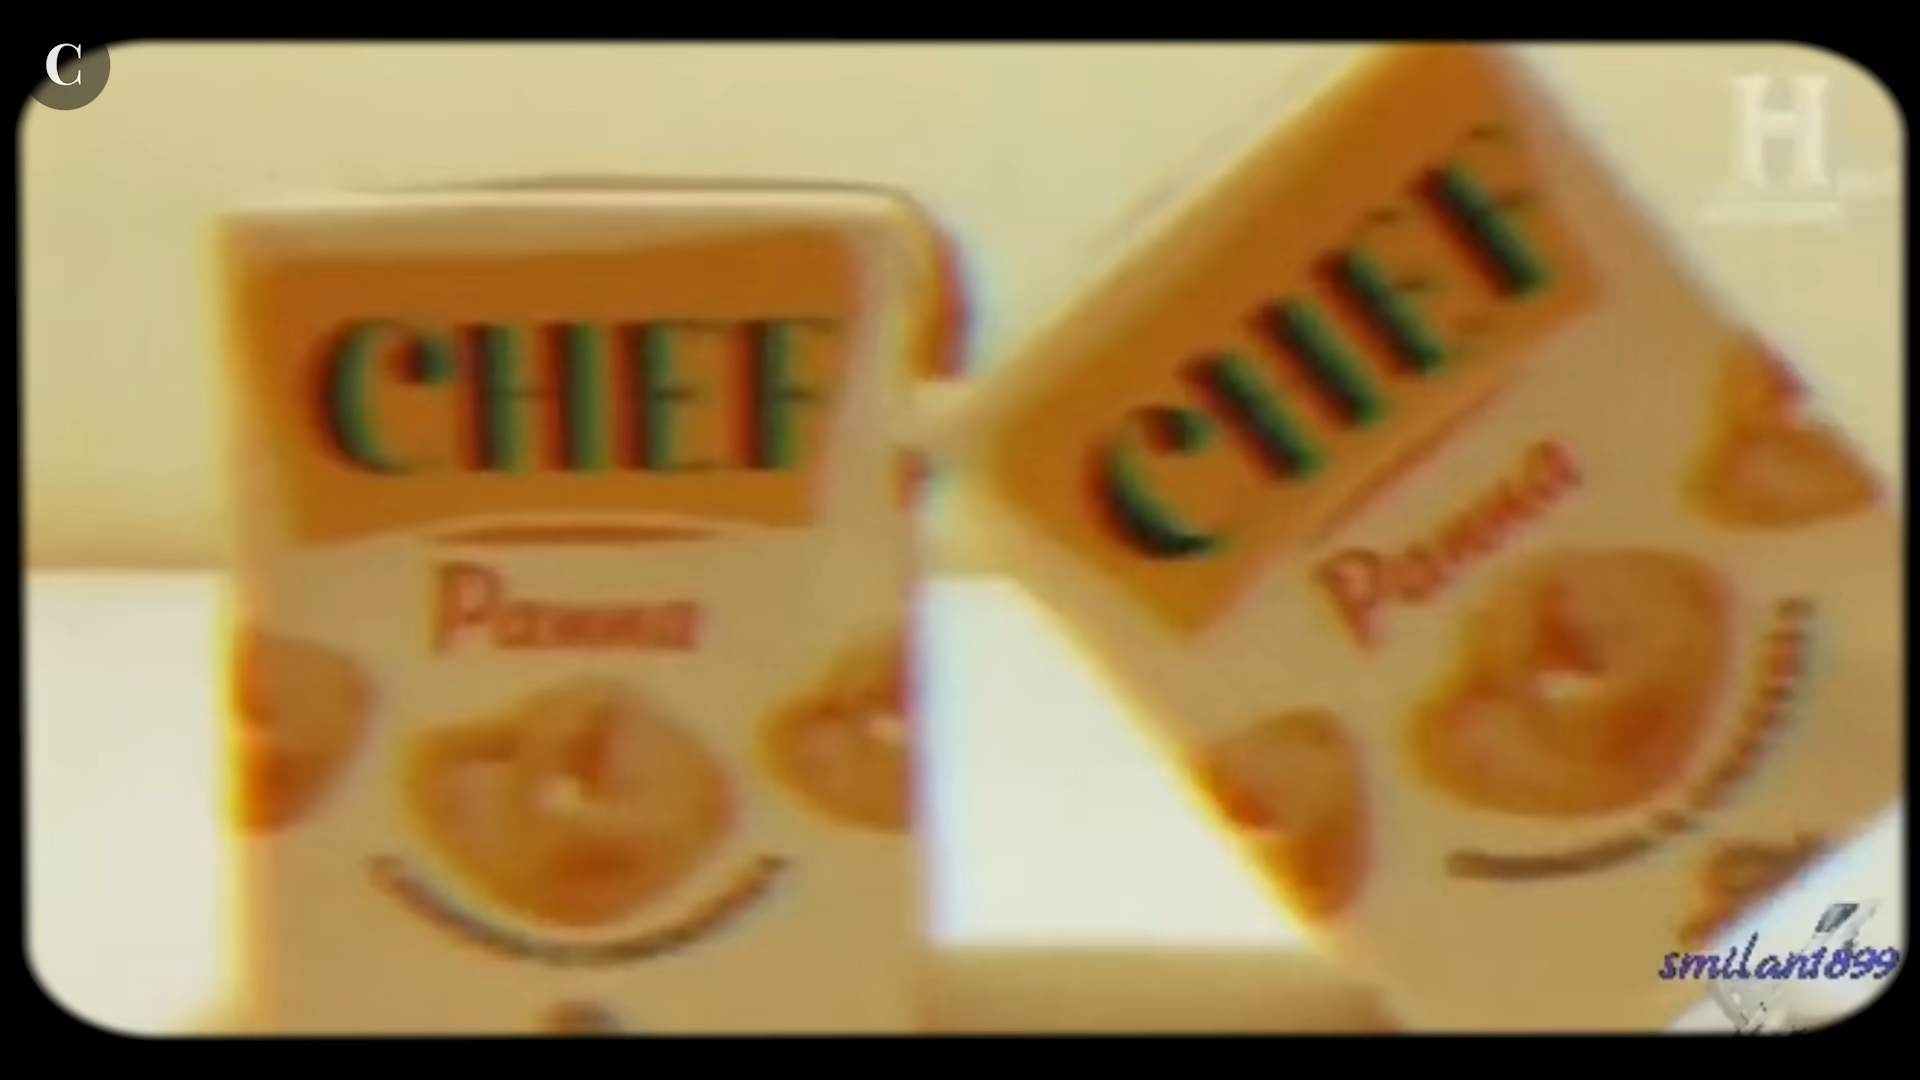 C
H
CHEF
Panna
CHEF
Panna
smilan1899